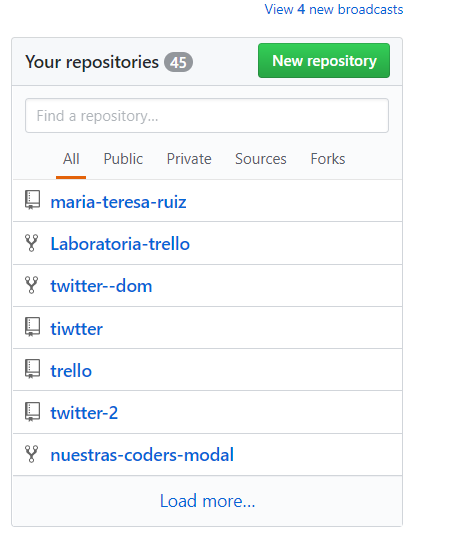 View 4 new broadcasts
Your repositories 45 New repository
Find a repository...
All Public Private Sources Forks
maria-teresa-ruiz
Laboratoria-trello
twitter--dom
tiwtter
trello
twitter-2
nuestras-coders-modal
Load more...